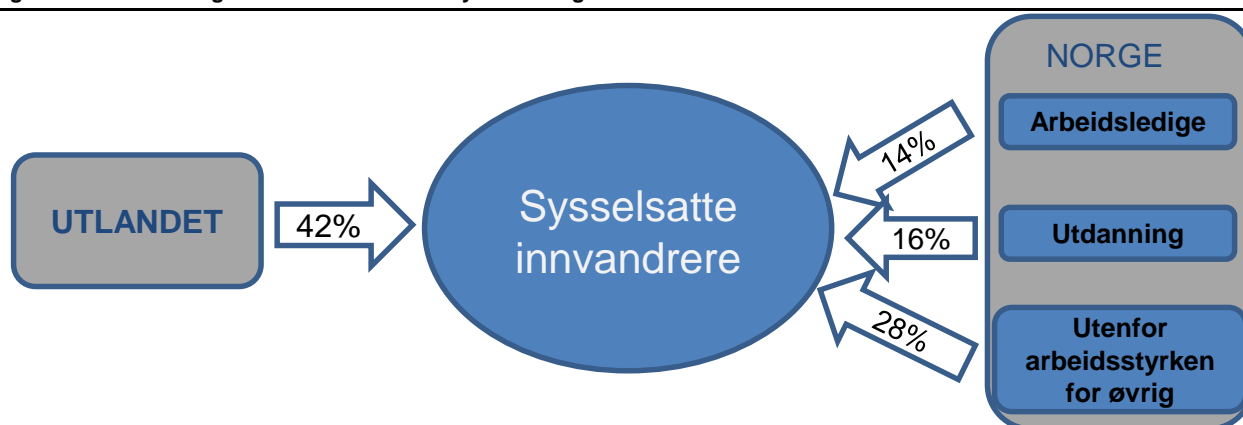 NORGE
Arbeidsledige
14%
UTLANDET
42%
Sysselsatte
innvandrere
16%
Utdanning
28%
Utenfor
arbeidsstyrken
for øvrig